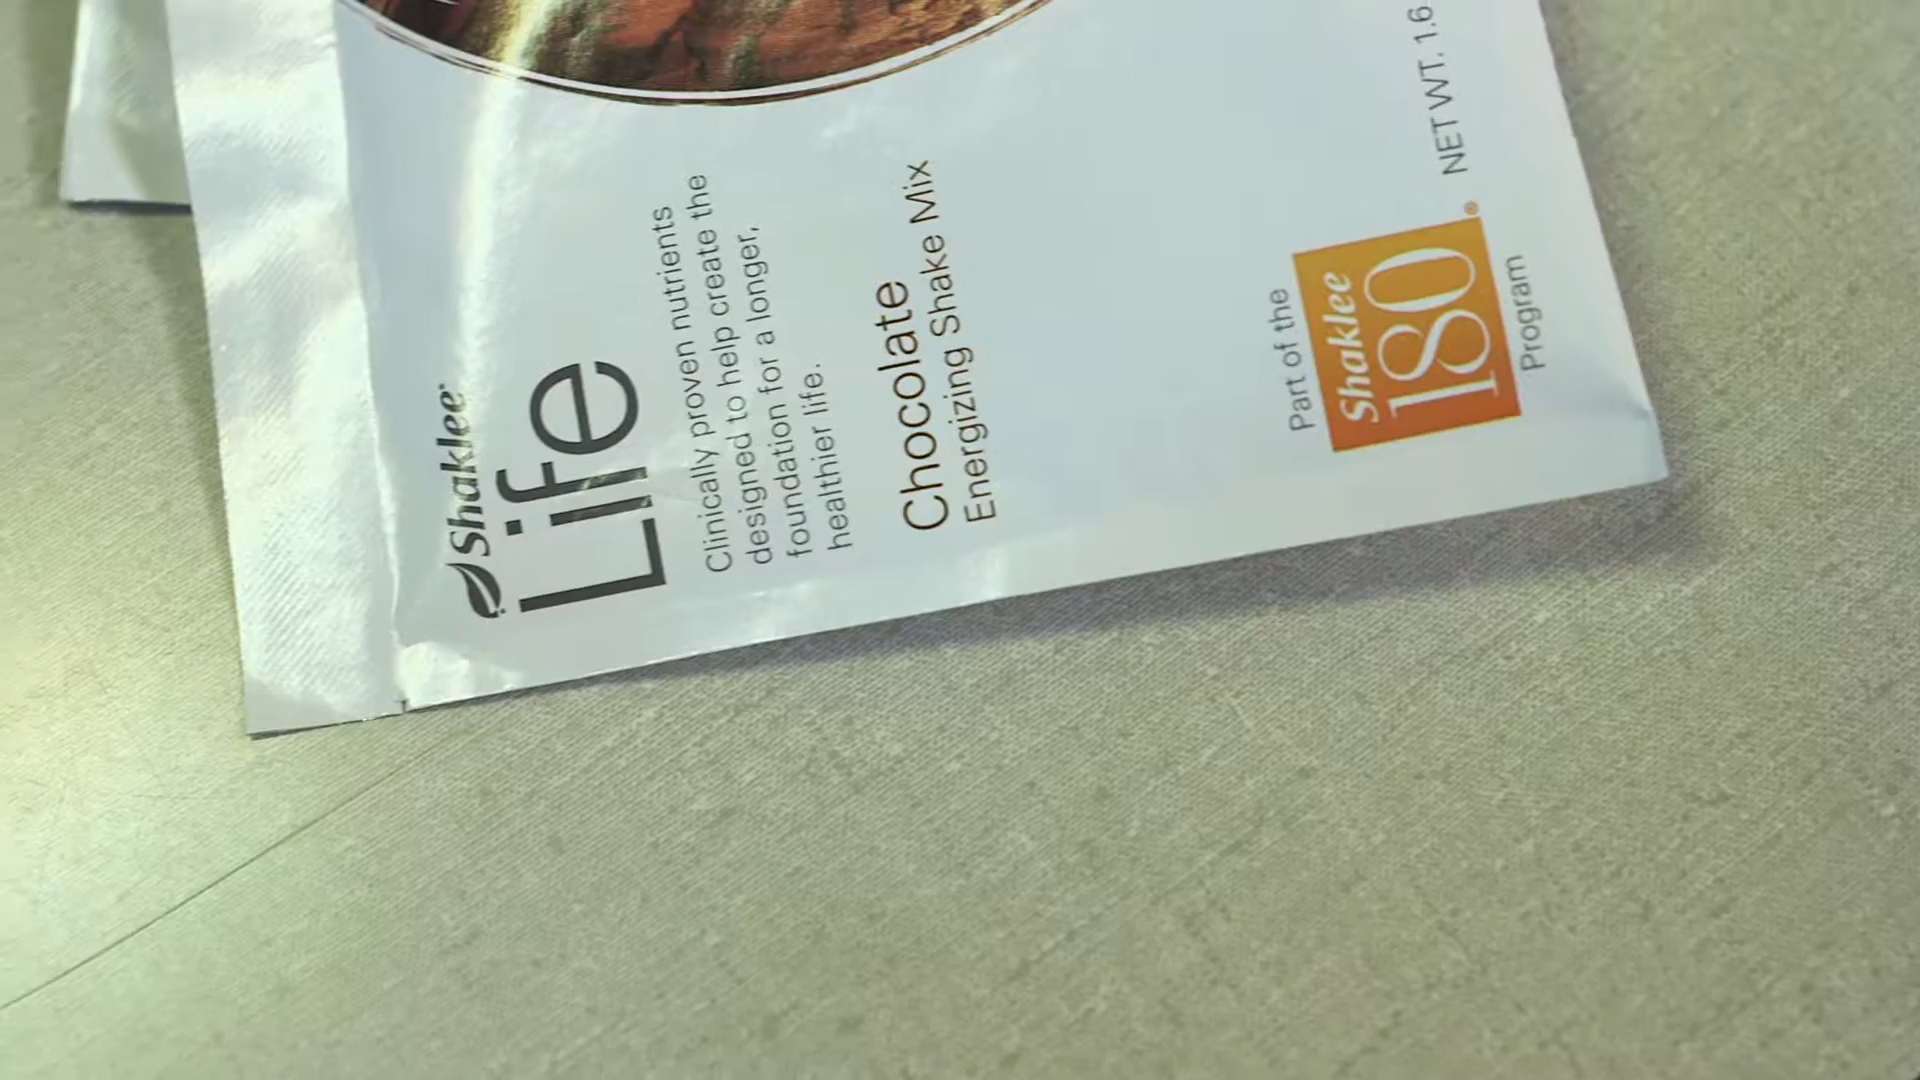 Shaklee
Life
Clinically proven nutrients
designed to help create the
foundation for a longer,
healthier life.
Chocolate
Energizing Shake Mix
Part of the
Shaklee
180®
Program
NET WT. 1.6